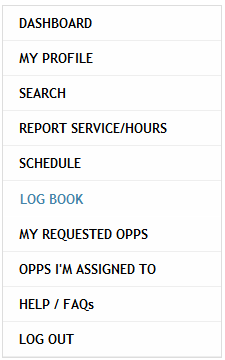 DASHBOARD
MY PROFILE
SEARCH
REPORT SERVICE/HOURS
SCHEDULE
LOG BOOK
MY REQUESTED OPPS
OPPS I'M ASSIGNED TO
HELP / FAQs
LOG OUT